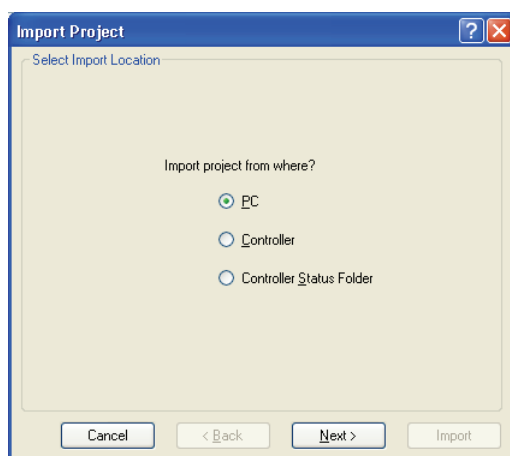 Import Project
Select Import Location
Import project from where?
PC
Controller
Controller Status Folder
Cancel
< Back
Next >
Import